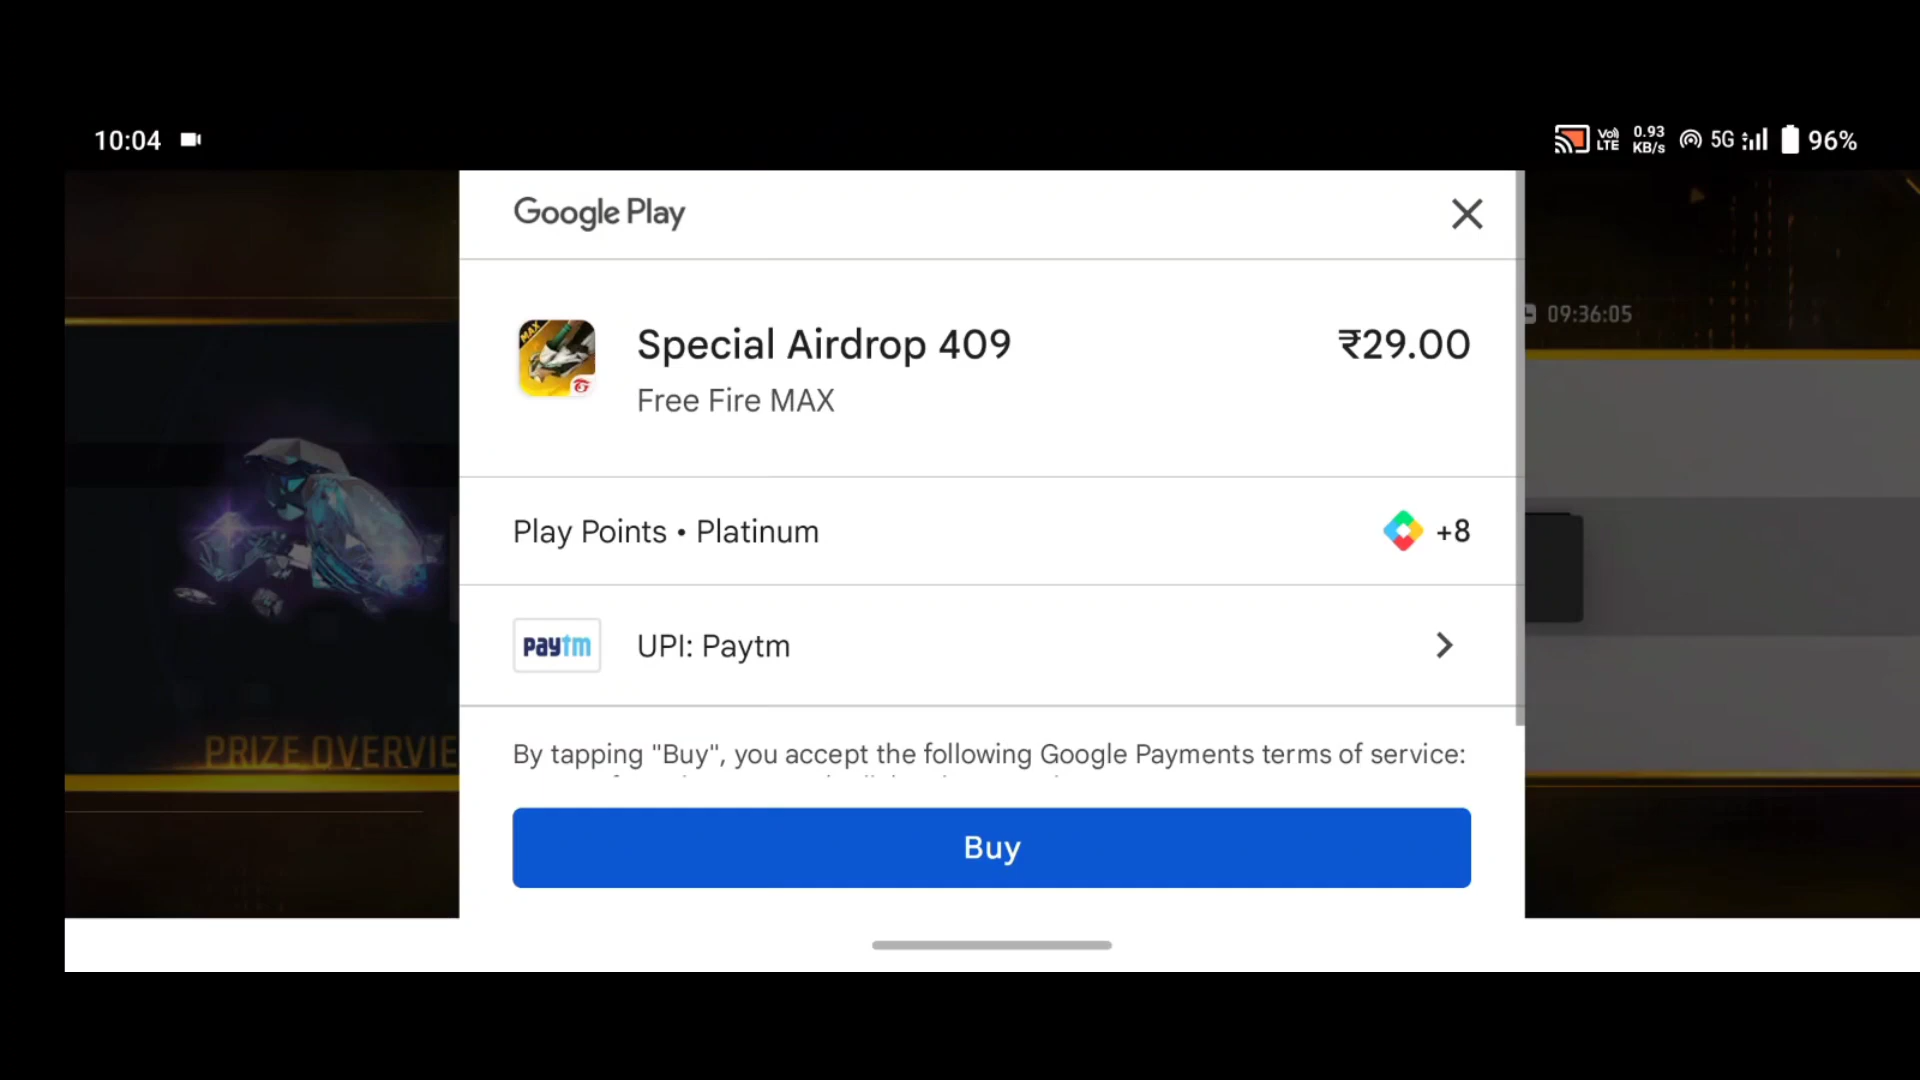 10:04
Vo) LTE 0.93 KB/s 5G 96%
Google Play
MAX
Special Airdrop 409
₹29.00
Free Fire MAX
09:36:05
Play Points • Platinum
+8
paytm
UPI: Paytm
PRIZE OVERVIE
By tapping "Buy", you accept the following Google Payments terms of service:
Buy